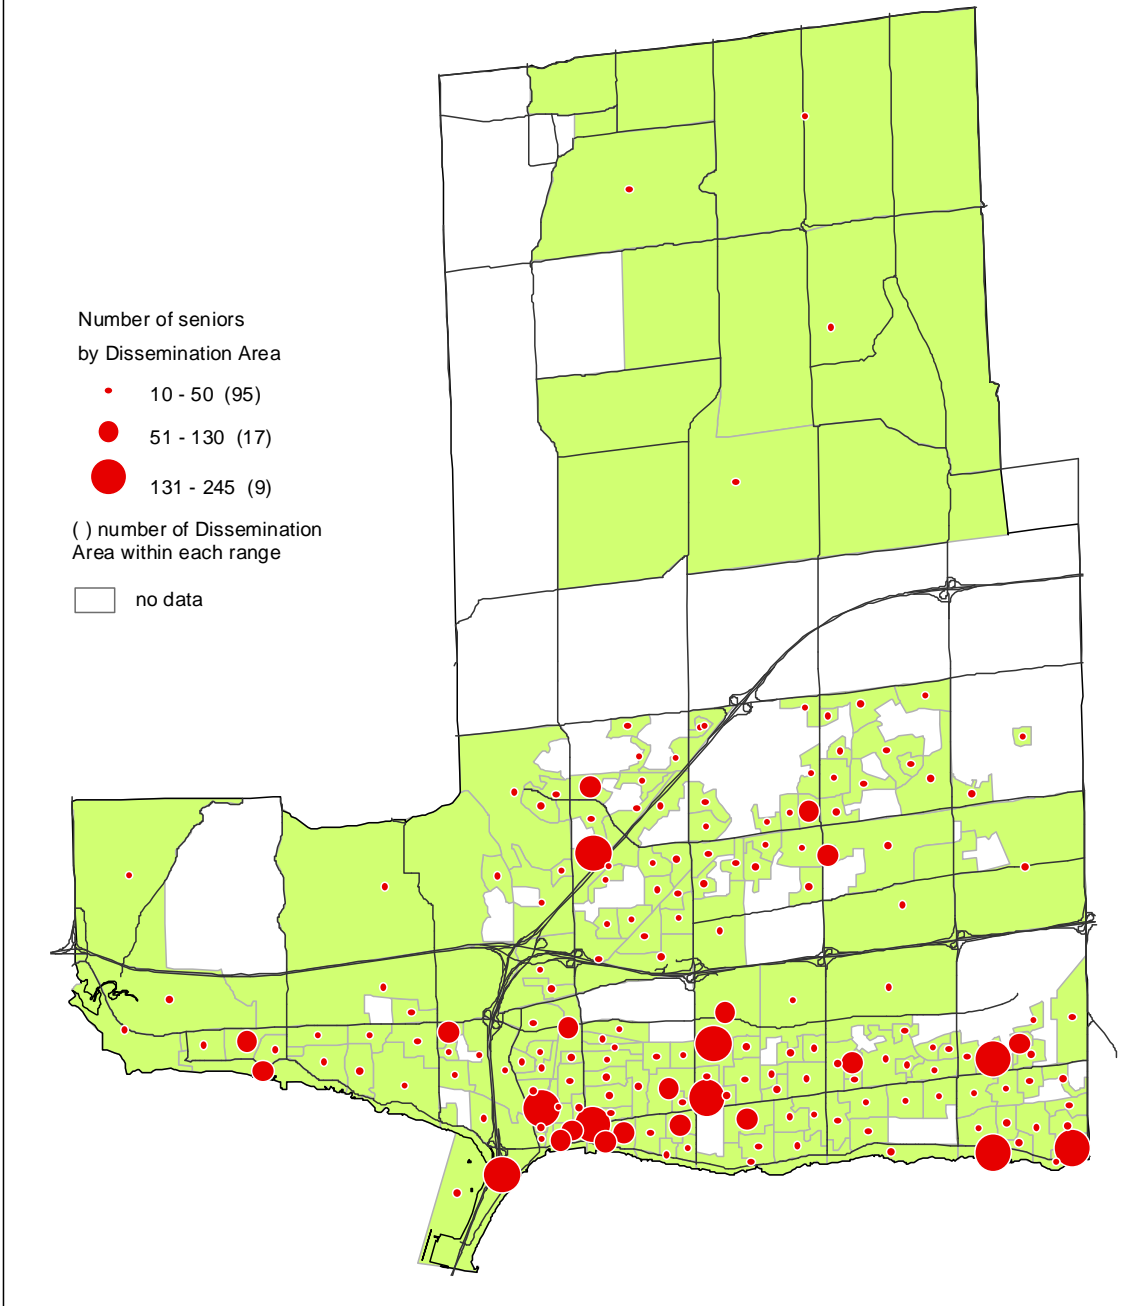 Number of seniors
by Dissemination Area
10 - 50 (95)
51 - 130 (17)
131 - 245 (9)
( ) number of Dissemination
Area within each range
no data